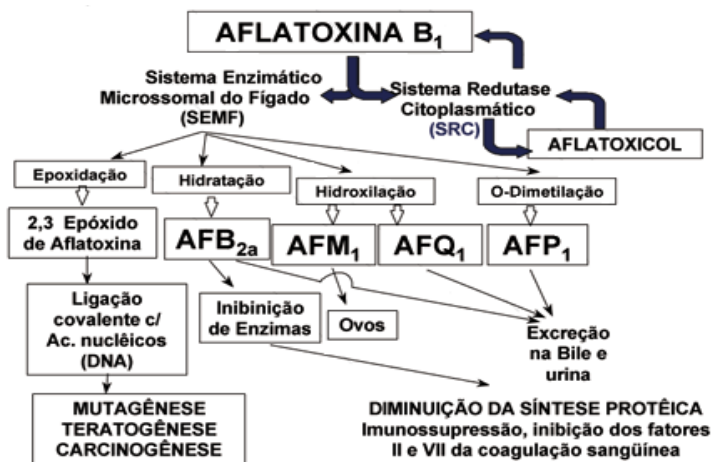 AFLATOXINA B₁
Sistema Enzimático
Microssomal do Fígado
(SEMF)
Sistema Redutase
Citoplasmático
(SRC)
AFLATOXICOL
Epoxidação
Hidratação
Hidroxilação
O-Dimetilação
2,3 Epóxido
de Aflatoxina
AFB₂ₐ
AFM₁
AFQ₁
AFP₁
Ligação
covalente c/
Ac. nuclêicos
(DNA)
Inibinição
de Enzimas
Ovos
Excreção
na Bile e
urina
MUTAGÊNESE
TERATOGÊNESE
CARCINOGÊNESE
DIMINUIÇÃO DA SÍNTESE PROTÊICA
Imunossupressão, inibição dos fatores
II e VII da coagulação sangüínea